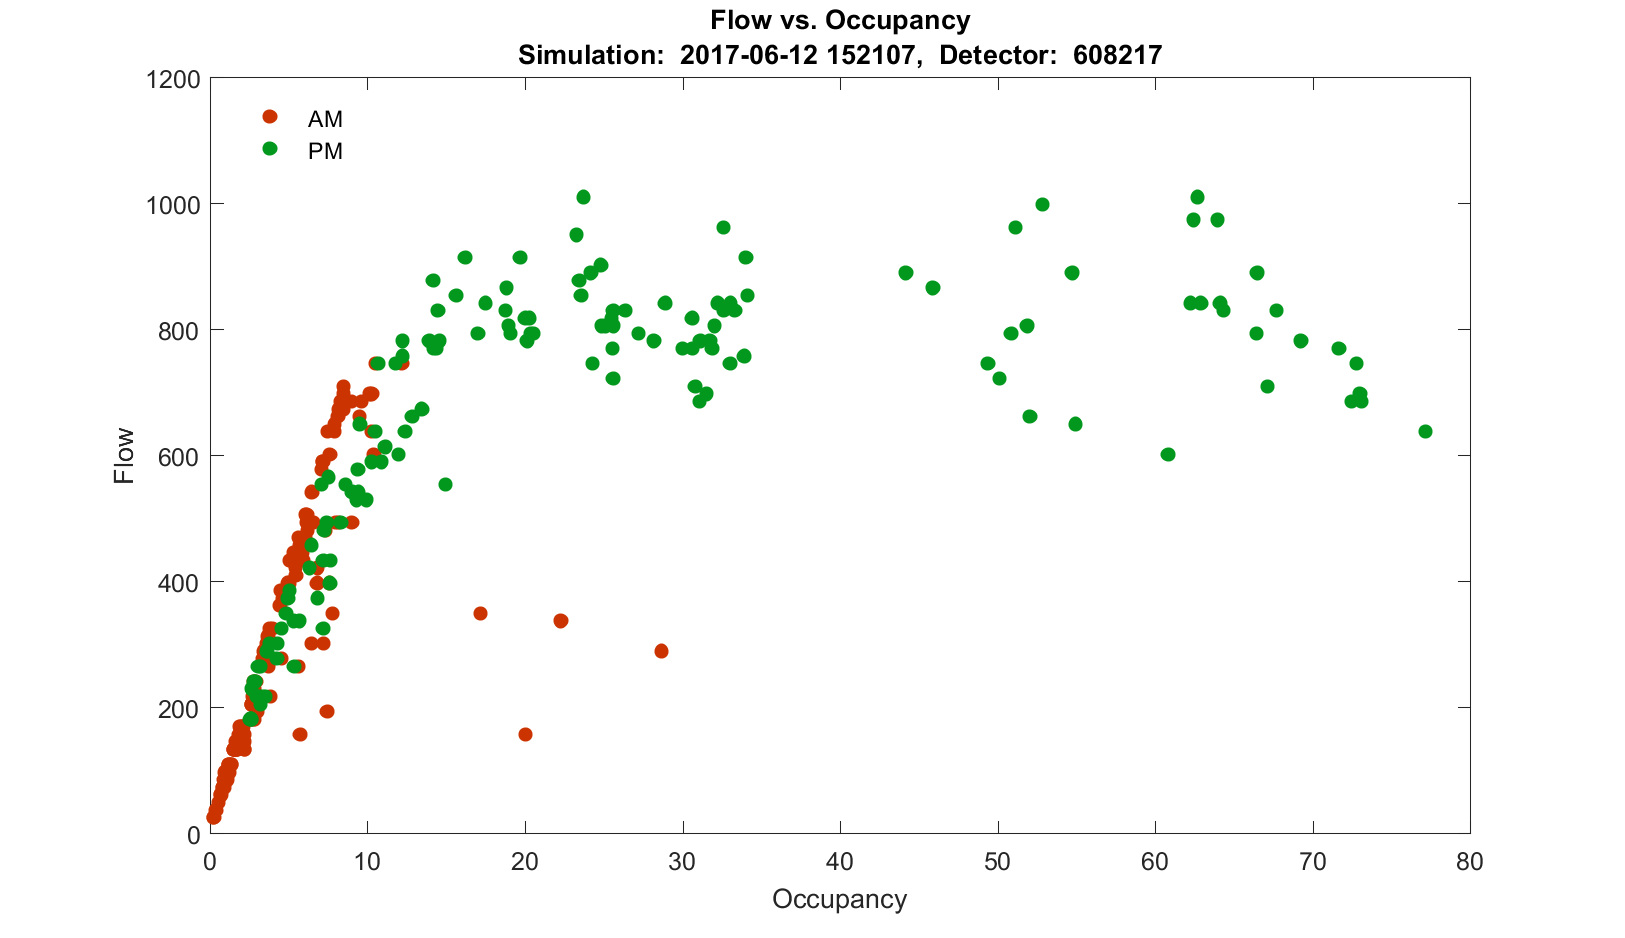 Flow vs. Occupancy
Simulation:  2017-06-12 152107,  Detector:  608217
1200
1000
800
600
400
200
0
Flow
AM
PM
0 10 20 30 40 50 60 70 80
Occupancy